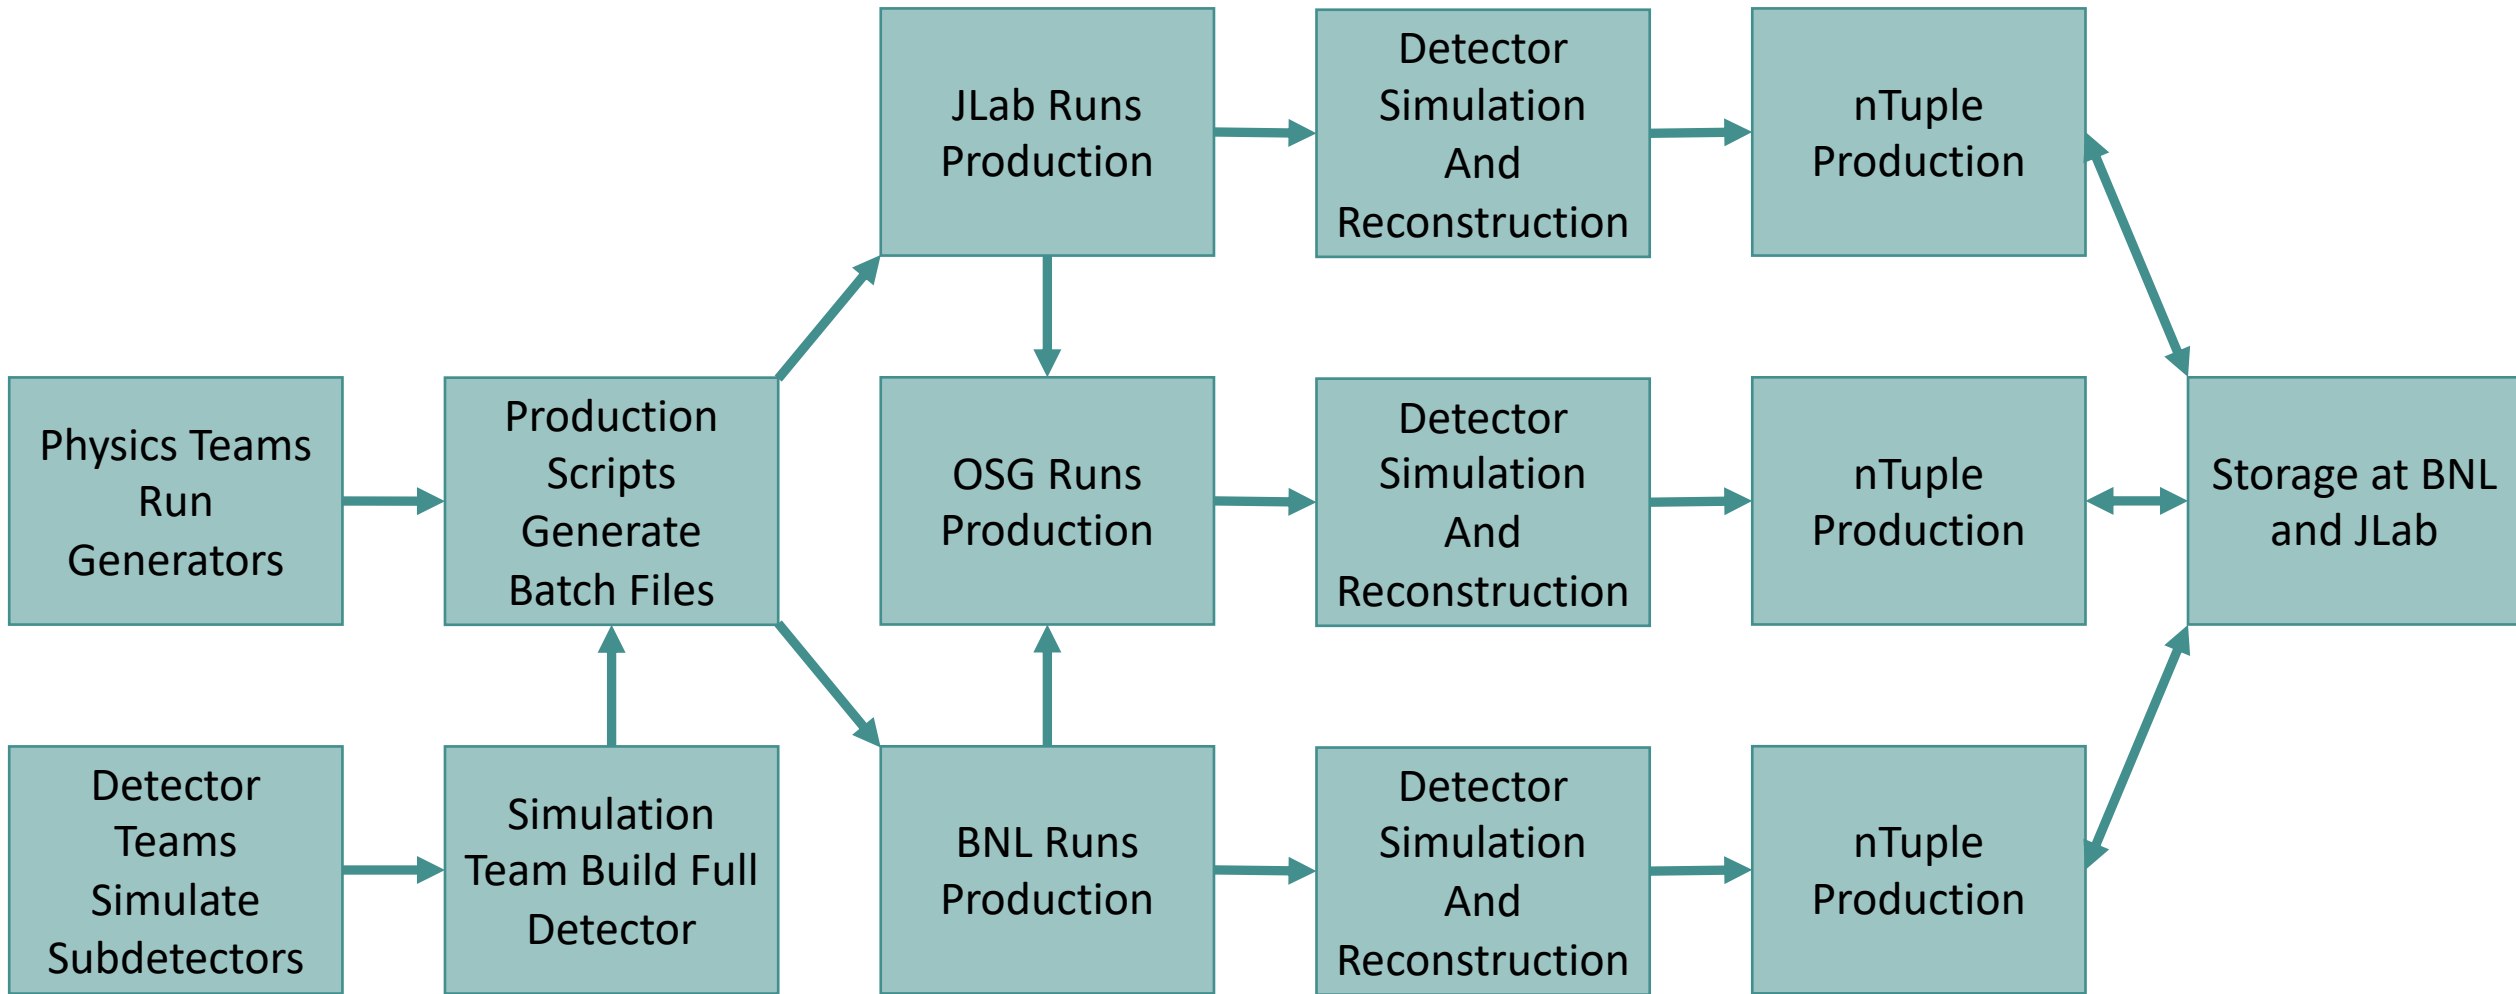 JLab Runs
Production
Detector
Simulation
And
Reconstruction
nTuple
Production
Physics Teams
Run
Generators
Production
Scripts
Generate
Batch Files
OSG Runs
Production
Detector
Simulation
And
Reconstruction
nTuple
Production
Storage at BNL
and JLab
Detector
Teams
Simulate
Subdetectors
Simulation
Team Build Full
Detector
BNL Runs
Production
Detector
Simulation
And
Reconstruction
nTuple
Production